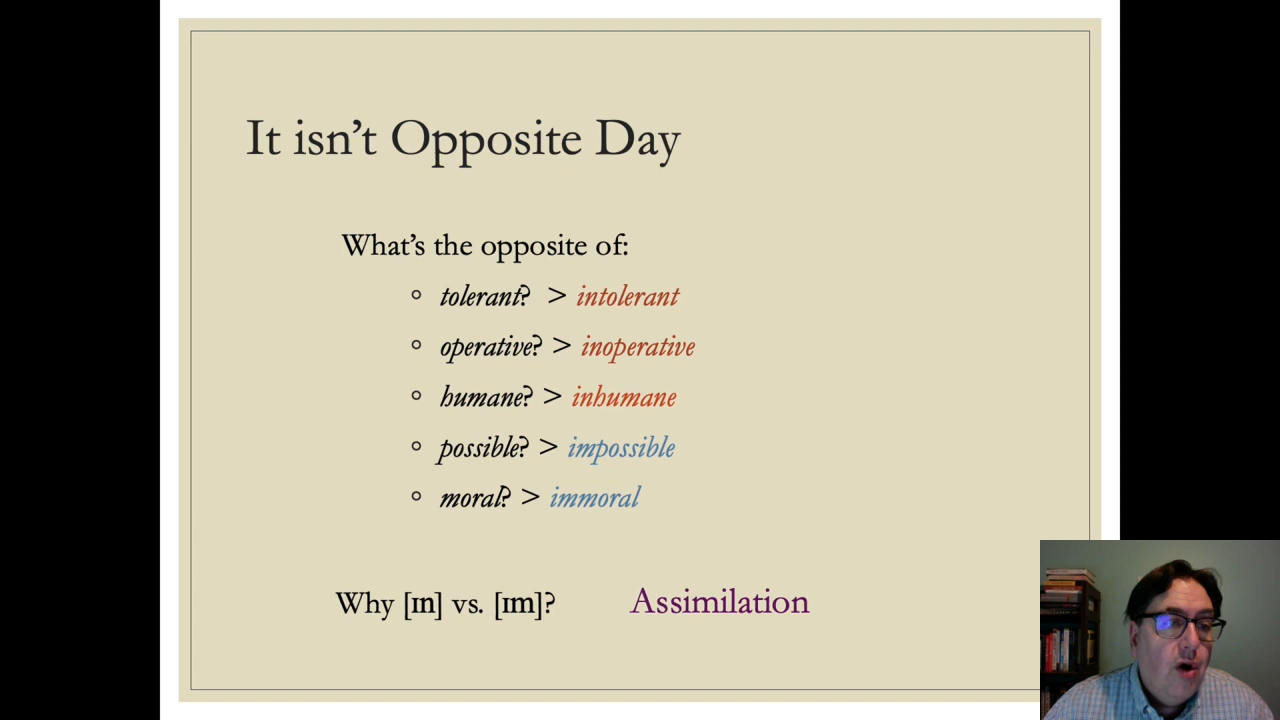 It isn’t Opposite Day
What’s the opposite of:
tolerant? > intolerant
operative? > inoperative
humane? > inhumane
possible? > impossible
moral? > immoral
Why [ɪn] vs. [ɪm]? Assimilation